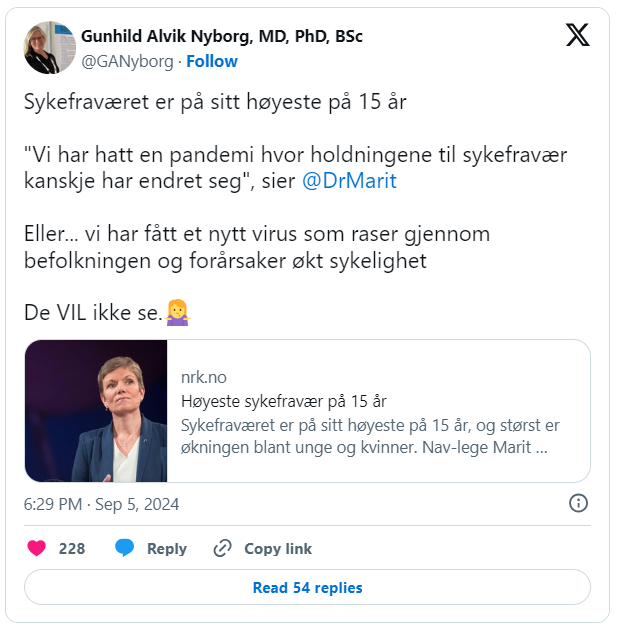 Gunhild Alvik Nyborg, MD, PhD, BSc
@GANyborg · Follow
Sykefraværet er på sitt høyeste på 15 år
"Vi har hatt en pandemi hvor holdningene til sykefravær
kanskje har endret seg", sier @DrMarit
Eller... vi har fått et nytt virus som raser gjennom
befolkningen og forårsaker økt sykelighet
De VIL ikke se.🤷‍♀️
nrk.no
Høyeste sykefravær på 15 år
Sykefraværet er på sitt høyeste på 15 år, og størst er
økningen blant unge og kvinner. Nav-lege Marit ...
6:29 PM · Sep 5, 2024
228 Reply Copy link
Read 54 replies